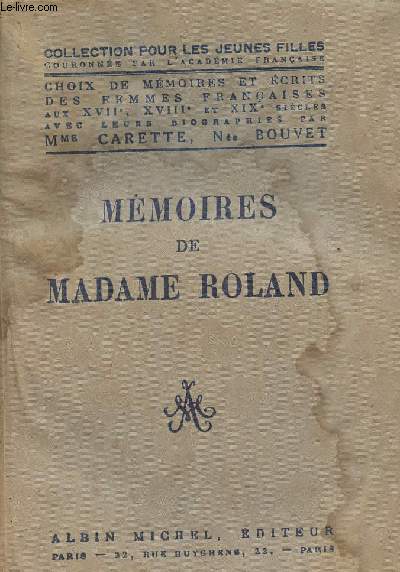 www.le-livre.com
COLLECTION POUR LES JEUNES FILLES
COURONNÉE PAR L'ACADÉMIE FRANÇAISE
CHOIX DE MÉMOIRES ET ÉCRITS
DES FEMMES FRANÇAISES
AUX XVIIe, XVIIIe ET XIXe SIÈCLES
AVEC LEURS BIOGRAPHIES PAR
MME CARETTE, Née BOUVET
MÉMOIRES
DE
MADAME ROLAND
ALBIN MICHEL, ÉDITEUR
PARIS — 22, RUE HUYGHENS, 22. — PARIS